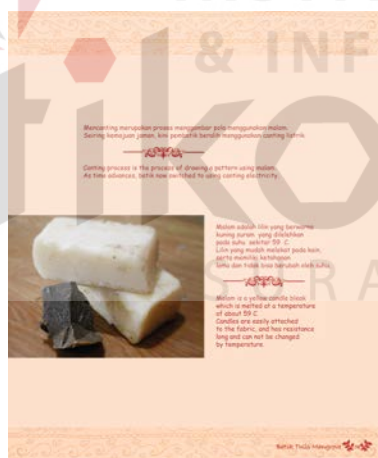 & INF
tiko
S U R A
Mencanting merupakan proses menggambar pola menggunakan malam.
Seiring kemajuan jaman, kini pembatik beralih menggunakan canting listrik.
Canting process is the process of drawing a pattern using malam.
As time advances, batik now switched to using canting electricity.
Malam adalah lilin yang berwarna
kuning suram yang dilelehkan
pada suhu sekitar 59 C.
Lilin yang mudah melekat pada kain,
serta memiliki ketahanan
lama dan tidak bisa berubah oleh suhu.
Malam is a yellow candle bleak
which is melted at a temperature
of about 59 C.
Candles are easily attached
to the fabric, and has resistance
long and can not be changed
by temperature.
Batik Tulis